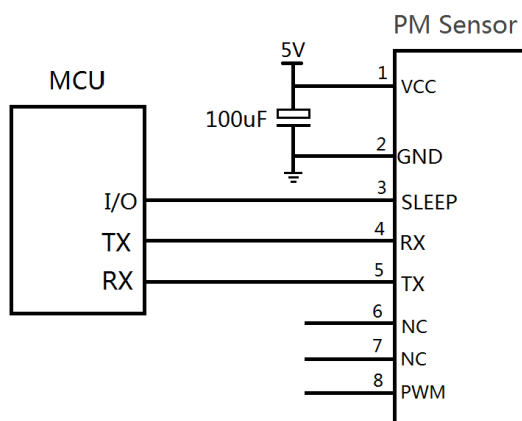 PM Sensor
5V
MCU
1 VCC
100uF
2 GND
I/O 3 SLEEP
TX 4 RX
RX 5 TX
6 NC
7 NC
8 PWM